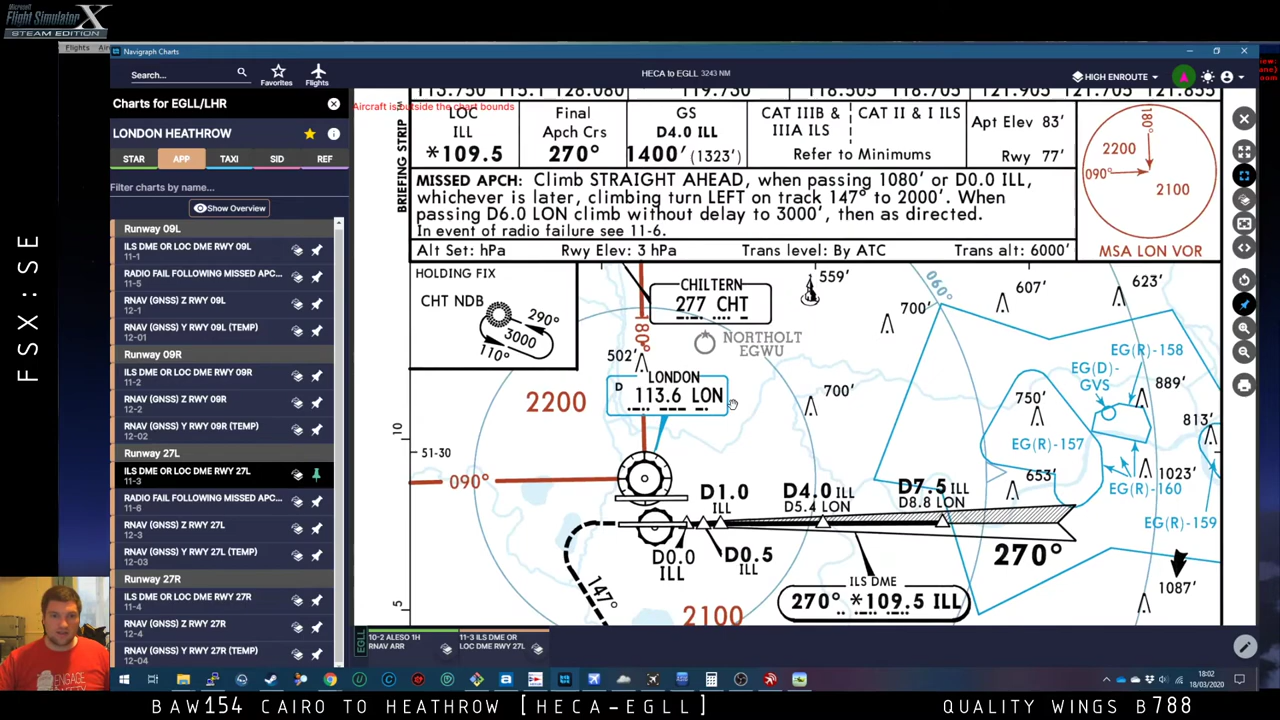 Microsoft
Flight Simulator X
STEAM EDITION
Flights
Navigraph Charts
Search...
Favorites
Flights
HECA to EGLL 3243 NM
HIGH ENROUTE
Charts for EGLL/LHR
LONDON HEATHROW
STAR
APP
TAXI
SID
REF
Filter charts by name...
Show Overview
Runway 09L
ILS DME OR LOC DME RWY 09L
11-1
RADIO FAIL FOLLOWING MISSED APC...
11-5
RNAV (GNSS) Z RWY 09L
12-1
RNAV (GNSS) Y RWY 09L (TEMP)
12-01
Runway 09R
ILS DME OR LOC DME RWY 09R
11-2
RNAV (GNSS) Z RWY 09R
12-2
RNAV (GNSS) Y RWY 09R (TEMP)
12-02
Runway 27L
ILS DME OR LOC DME RWY 27L
11-3
RADIO FAIL FOLLOWING MISSED APC...
11-6
RNAV (GNSS) Z RWY 27L
12-3
RNAV (GNSS) Y RWY 27L (TEMP)
12-03
Runway 27R
ILS DME OR LOC DME RWY 27R
11-4
RNAV (GNSS) Z RWY 27R
12-4
RNAV (GNSS) Y RWY 27R (TEMP)
12-04
Aircraft is outside the chart bounds
BRIEFING STRIP
LOC
ILL
*109.5
Final
Apch Crs
270°
GS
D4.0 ILL
1400' (1323')
CAT IIIB &
IIIA ILS
CAT II & I ILS
Refer to Minimums
Apt Elev 83'
Rwy 77'
MISSED APCH: Climb STRAIGHT AHEAD, when passing 1080' or D0.0 ILL,
whichever is later, climbing turn LEFT on track 147° to 2000'. When
passing D6.0 LON climb without delay to 3000', then as directed.
In event of radio failure see 11-6.
Alt Set: hPa
Rwy Elev: 3 hPa
Trans level: By ATC
Trans alt: 6000'
180°
2200
090°
2100
MSA LON VOR
HOLDING FIX
CHT NDB
290°
3000
110°
CHILTERN
277 CHT
180°
NORTHOLT
EGWU
502'
LONDON
D
113.6 LON
559'
700'
607'
623'
060°
EG(R)-158
EG(D)-
GVS
889'
750'
813'
EG(R)-157
653'
1023'
EG(R)-160
EG(R)-159
2200
700'
10
51-30
090°
D1.0
ILL
D4.0 ILL
D5.4 LON
D7.5 ILL
D8.8 LON
D0.0
ILL
D0.5
ILL
270°
147°
ILS DME
270° *109.5 ILL
1087'
5
2100
EGLL
10-2 ALESO 1H
RNAV ARR
11-3 ILS DME OR
LOC DME RWY 27L
18:02
18/03/2020
FSX:SE
BAW154 CAIRO TO HEATHROW [HECA-EGLL]
QUALITY WINGS B788